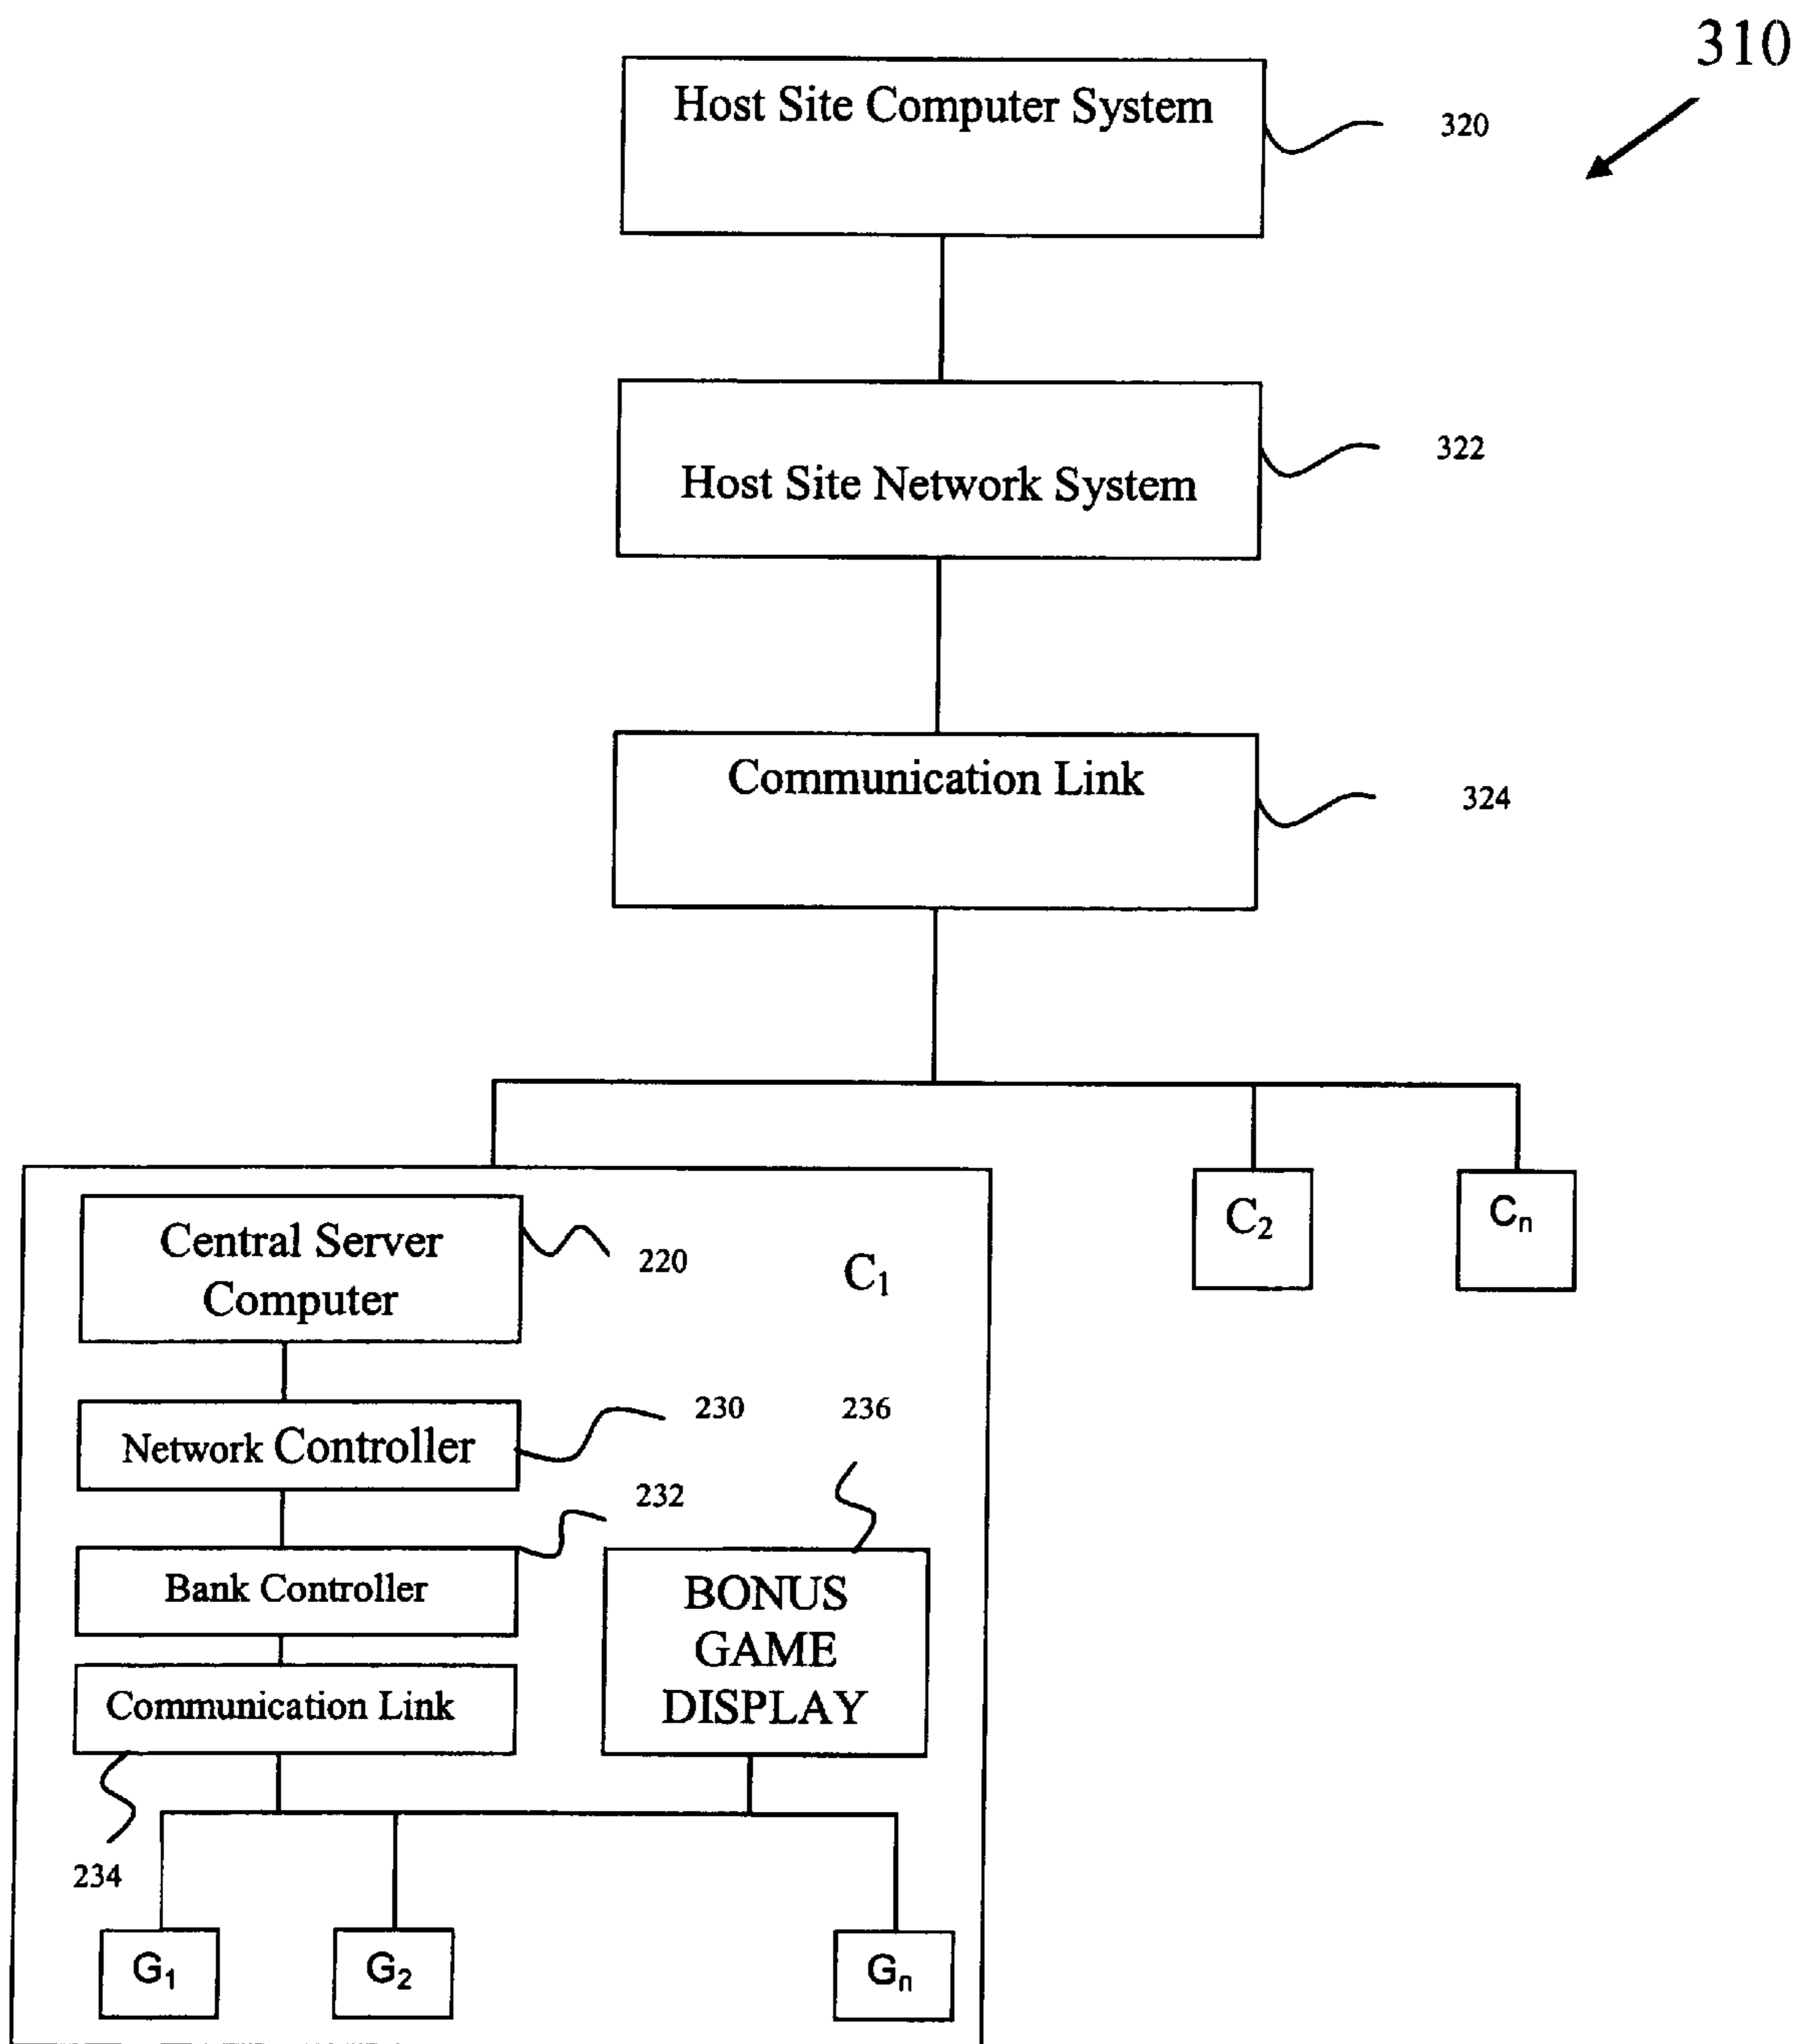 310
Host Site Computer System
320
Host Site Network System
322
Communication Link
324
Central Server
Computer
220
C1
C2
Cn
Network Controller
230
236
232
Bank Controller
BONUS
GAME
DISPLAY
Communication Link
234
G1
G2
Gn